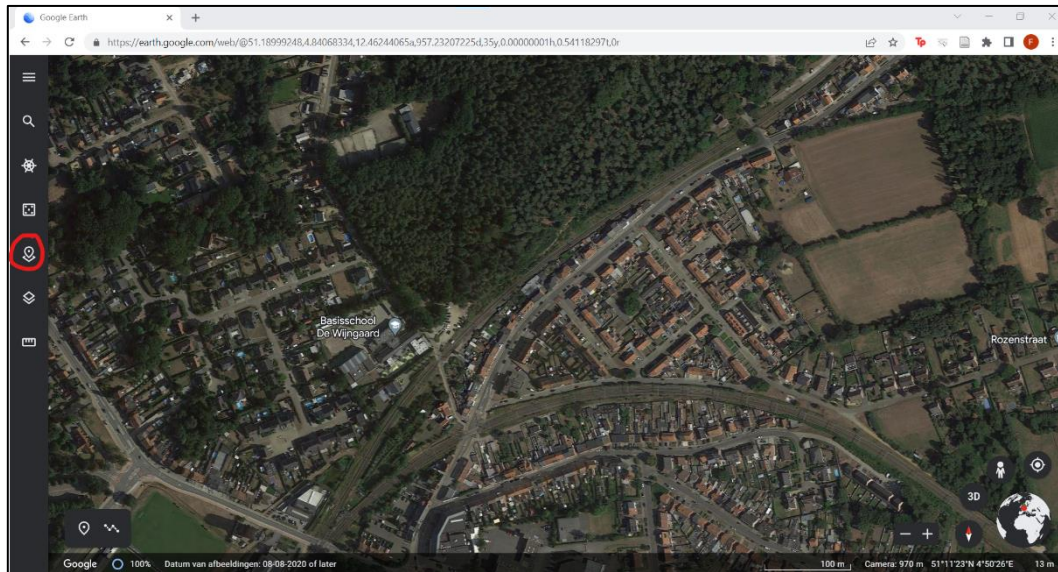 Google Earth
https://earth.google.com/web/@51.18999248,4.84068334,12.46244065a,957.23207225d,35y,0.00000001h,0.54118297t,0r
Tp
F
Basisschool
De Wijngaard
Rozenstraat
3D
Google
100%
Datum van afbeeldingen: 08-08-2020 of later
100 m
Camera: 970 m
51°11'23"N 4°50'26"E
13 m